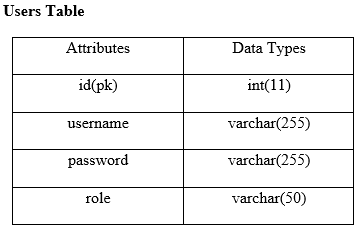 Users Table
Attributes Data Types
id(pk) int(11)
username varchar(255)
password varchar(255)
role varchar(50)